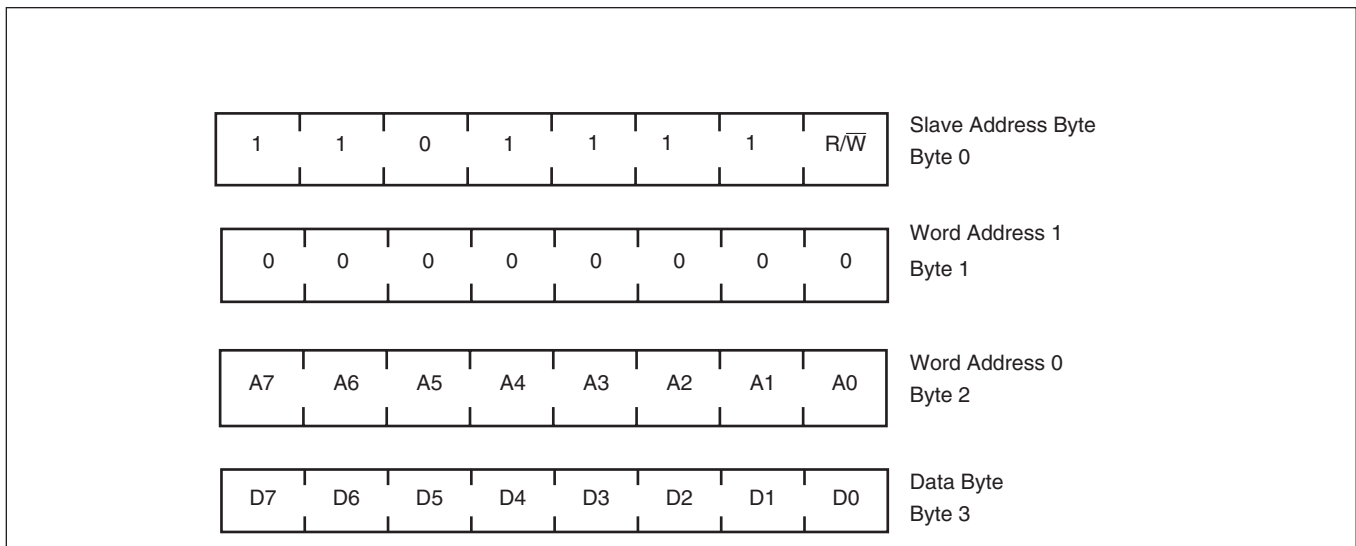 1 1 0 1 1 1 1 R/W̅
Slave Address Byte
Byte 0
0 0 0 0 0 0 0 0
Word Address 1
Byte 1
A7 A6 A5 A4 A3 A2 A1 A0
Word Address 0
Byte 2
D7 D6 D5 D4 D3 D2 D1 D0
Data Byte
Byte 3